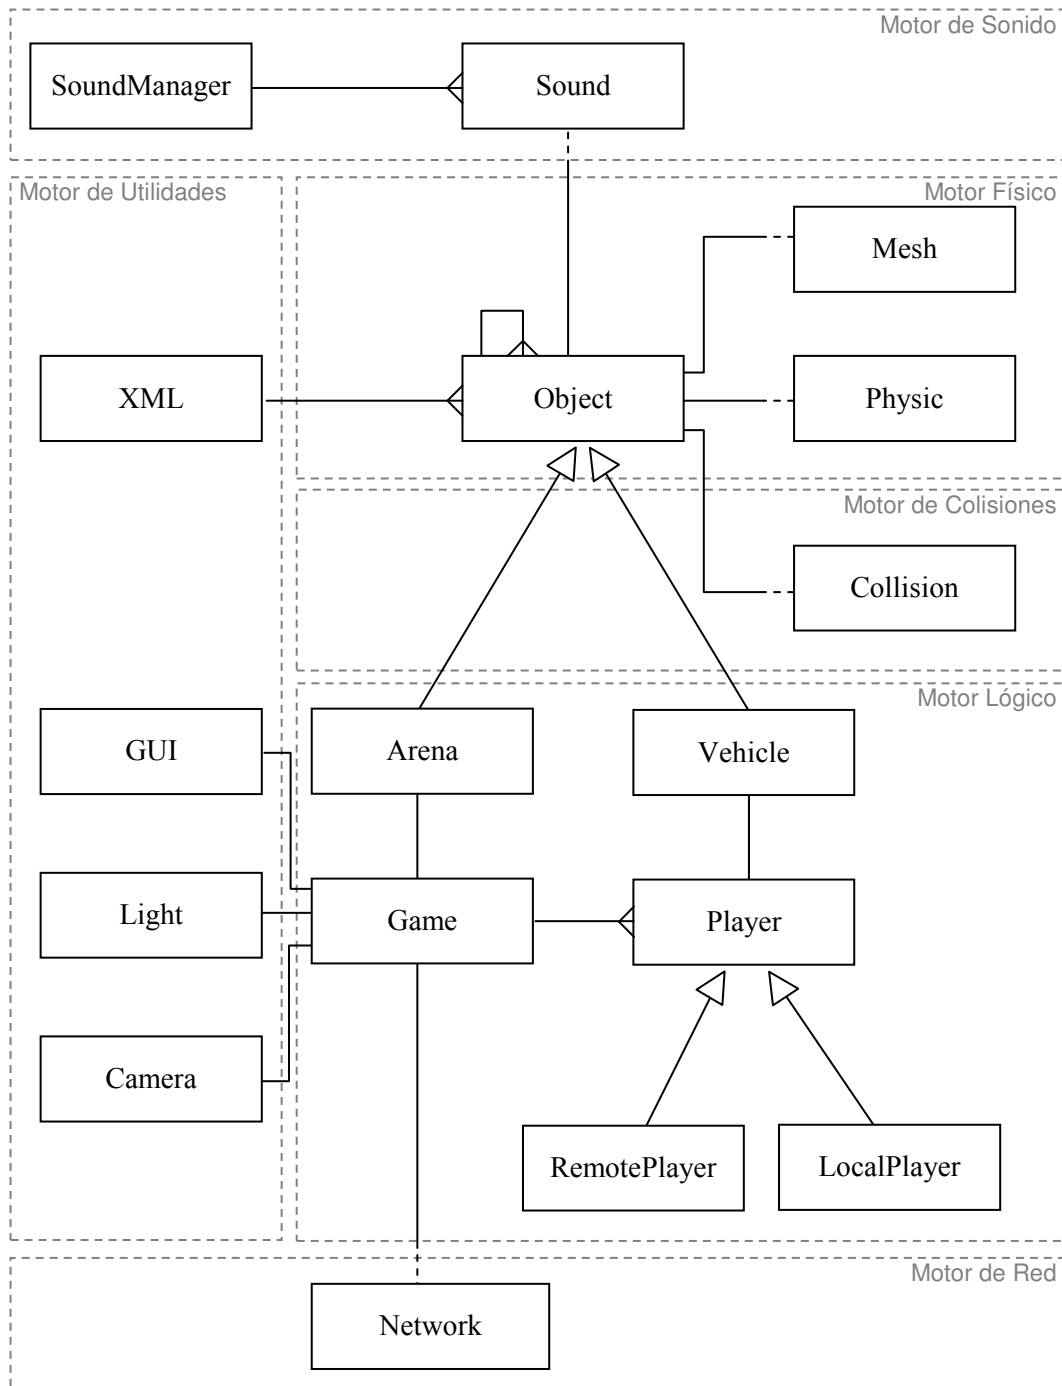 Motor de Sonido
SoundManager
Sound
Motor de Utilidades
Motor Físico
Mesh
XML
Object
Physic
Motor de Colisiones
Collision
Motor Lógico
GUI
Arena
Vehicle
Light
Game
Player
Camera
RemotePlayer
LocalPlayer
Motor de Red
Network